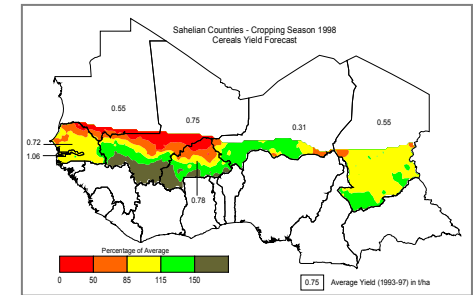 Sahelian Countries - Cropping Season 1998
Cereals Yield Forecast
0.55
0.75
0.31
0.55
0.72
1.06
0.78
Percentage of Average
0 50 85 115 150
0.75 Average Yield (1993-97) in t/ha